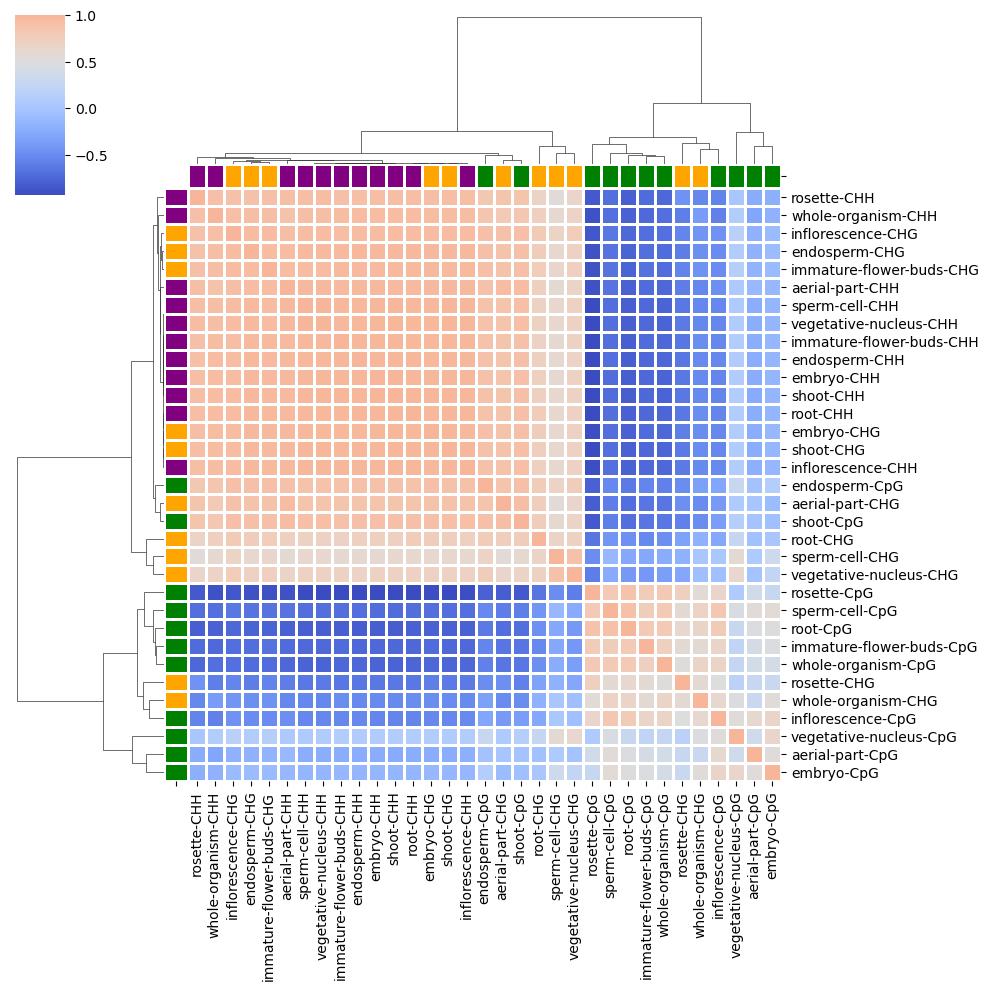 1.0
0.5
0.0
−0.5
rosette-CHH
whole-organism-CHH
inflorescence-CHG
endosperm-CHG
immature-flower-buds-CHG
aerial-part-CHH
sperm-cell-CHH
vegetative-nucleus-CHH
immature-flower-buds-CHH
endosperm-CHH
embryo-CHH
shoot-CHH
root-CHH
embryo-CHG
shoot-CHG
inflorescence-CHH
endosperm-CpG
aerial-part-CHG
shoot-CpG
root-CHG
sperm-cell-CHG
vegetative-nucleus-CHG
rosette-CpG
sperm-cell-CpG
root-CpG
immature-flower-buds-CpG
whole-organism-CpG
rosette-CHG
whole-organism-CHG
inflorescence-CpG
vegetative-nucleus-CpG
aerial-part-CpG
embryo-CpG
rosette-CHH
whole-organism-CHH
inflorescence-CHG
endosperm-CHG
immature-flower-buds-CHG
aerial-part-CHH
sperm-cell-CHH
vegetative-nucleus-CHH
immature-flower-buds-CHH
endosperm-CHH
embryo-CHH
shoot-CHH
root-CHH
embryo-CHG
shoot-CHG
inflorescence-CHH
endosperm-CpG
aerial-part-CHG
shoot-CpG
root-CHG
sperm-cell-CHG
vegetative-nucleus-CHG
rosette-CpG
sperm-cell-CpG
root-CpG
immature-flower-buds-CpG
whole-organism-CpG
rosette-CHG
whole-organism-CHG
inflorescence-CpG
vegetative-nucleus-CpG
aerial-part-CpG
embryo-CpG